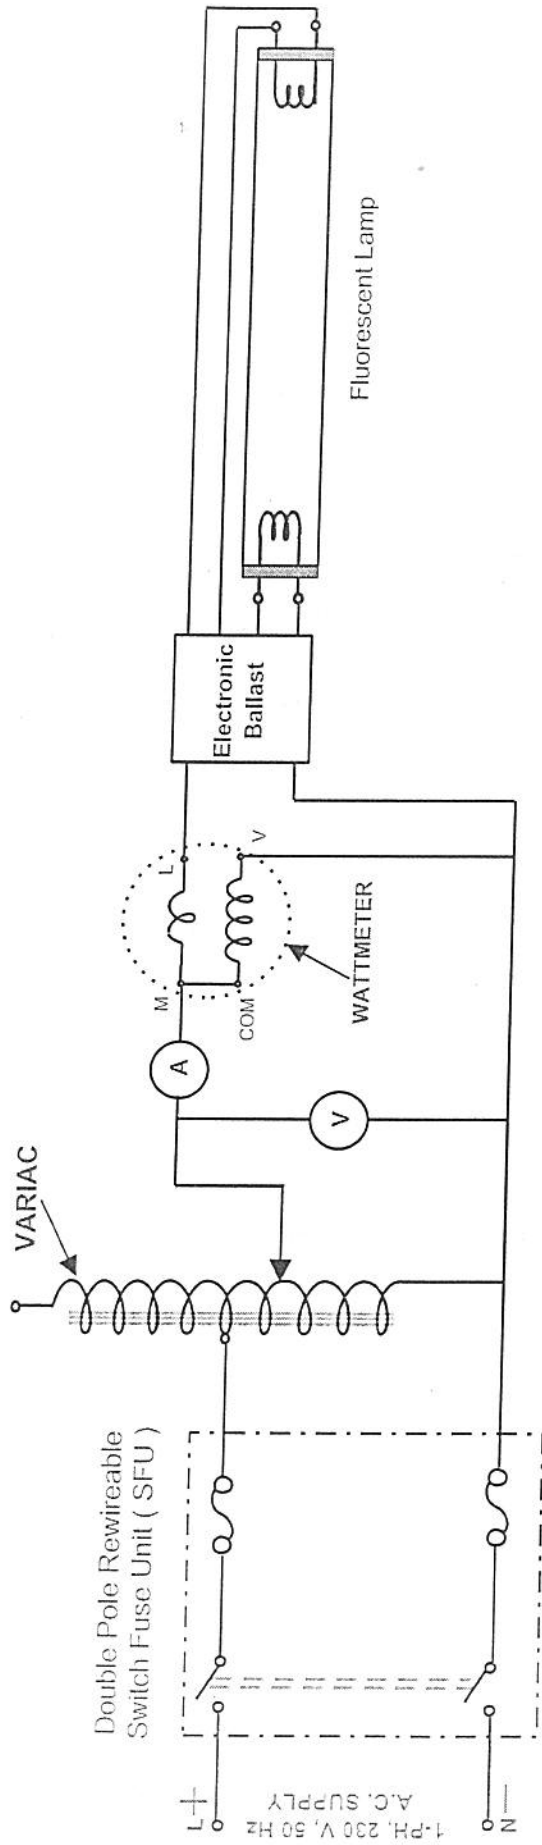 1-PH. 230 V, 50 Hz
A.C. SUPPLY
L
N
Double Pole Rewireable
Switch Fuse Unit ( SFU )
VARIAC
V
A
M
L
COM
V
WATTMETER
Electronic
Ballast
Fluorescent Lamp